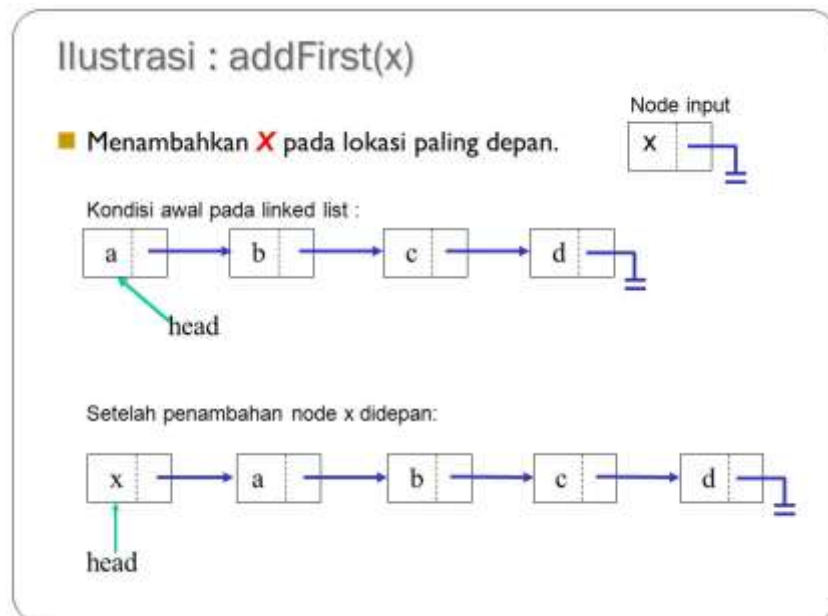 Ilustrasi : addFirst(x)
Node input
Menambahkan X pada lokasi paling depan.
x
Kondisi awal pada linked list :
a b c d
head
Setelah penambahan node x didepan:
x a b c d
head